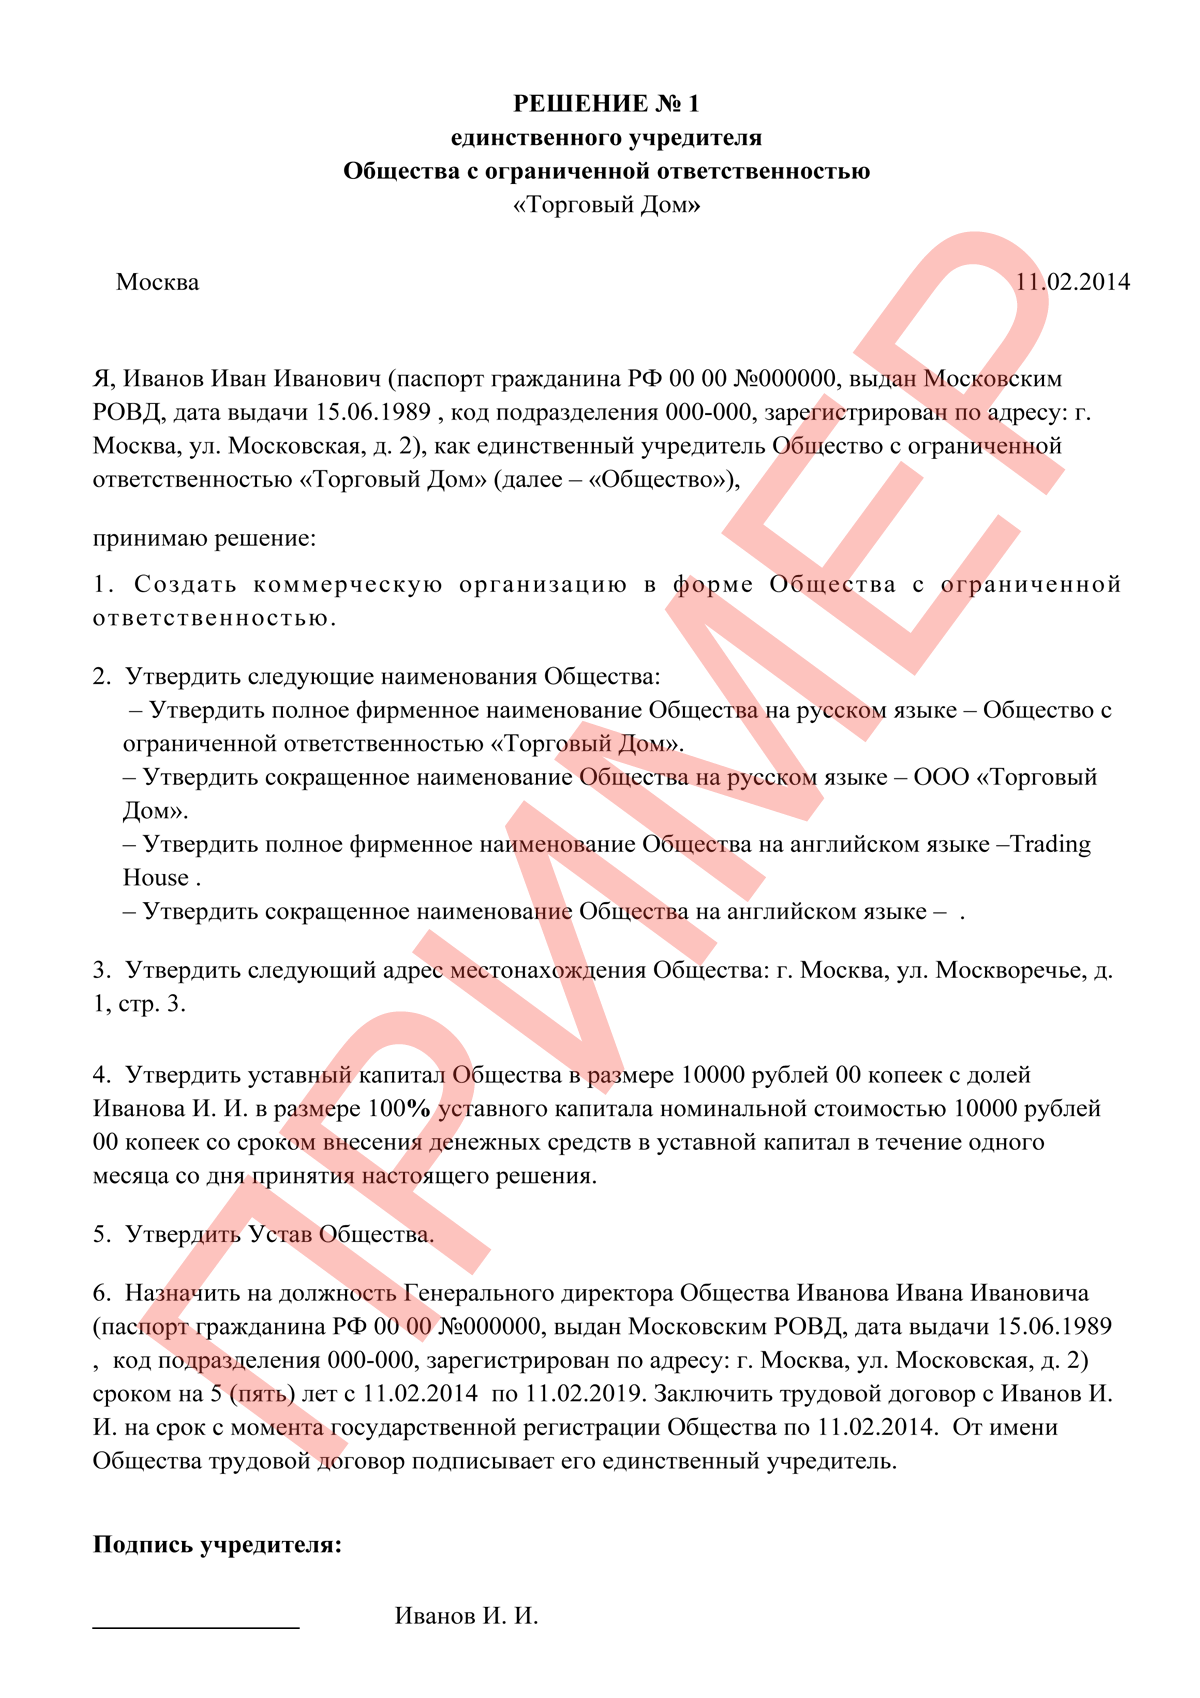 РЕШЕНИЕ № 1
единственного учредителя
Общества с ограниченной ответственностью
«Торговый Дом»
Москва 11.02.2014
Я, Иванов Иван Иванович (паспорт гражданина РФ 00 00 №000000, выдан Московским
РОВД, дата выдачи 15.06.1989 , код подразделения 000-000, зарегистрирован по адресу: г.
Москва, ул. Московская, д. 2), как единственный учредитель Общество с ограниченной
ответственностью «Торговый Дом» (далее – «Общество»),
принимаю решение:
1. Создать коммерческую организацию в форме Общества с ограниченной
ответственностью.
2. Утвердить следующие наименования Общества:
– Утвердить полное фирменное наименование Общества на русском языке – Общество с
ограниченной ответственностью «Торговый Дом».
– Утвердить сокращенное наименование Общества на русском языке – ООО «Торговый
Дом».
– Утвердить полное фирменное наименование Общества на английском языке –Trading
House .
– Утвердить сокращенное наименование Общества на английском языке – .
3. Утвердить следующий адрес местонахождения Общества: г. Москва, ул. Москворечье, д.
1, стр. 3.
4. Утвердить уставный капитал Общества в размере 10000 рублей 00 копеек с долей
Иванова И. И. в размере 100% уставного капитала номинальной стоимостью 10000 рублей
00 копеек со сроком внесения денежных средств в уставной капитал в течение одного
месяца со дня принятия настоящего решения.
5. Утвердить Устав Общества.
6. Назначить на должность Генерального директора Общества Иванова Ивана Ивановича
(паспорт гражданина РФ 00 00 №000000, выдан Московским РОВД, дата выдачи 15.06.1989
, код подразделения 000-000, зарегистрирован по адресу: г. Москва, ул. Московская, д. 2)
сроком на 5 (пять) лет с 11.02.2014 по 11.02.2019. Заключить трудовой договор с Иванов И.
И. на срок с момента государственной регистрации Общества по 11.02.2014. От имени
Общества трудовой договор подписывает его единственный учредитель.
Подпись учредителя:
Иванов И. И.
ПРИМЕР